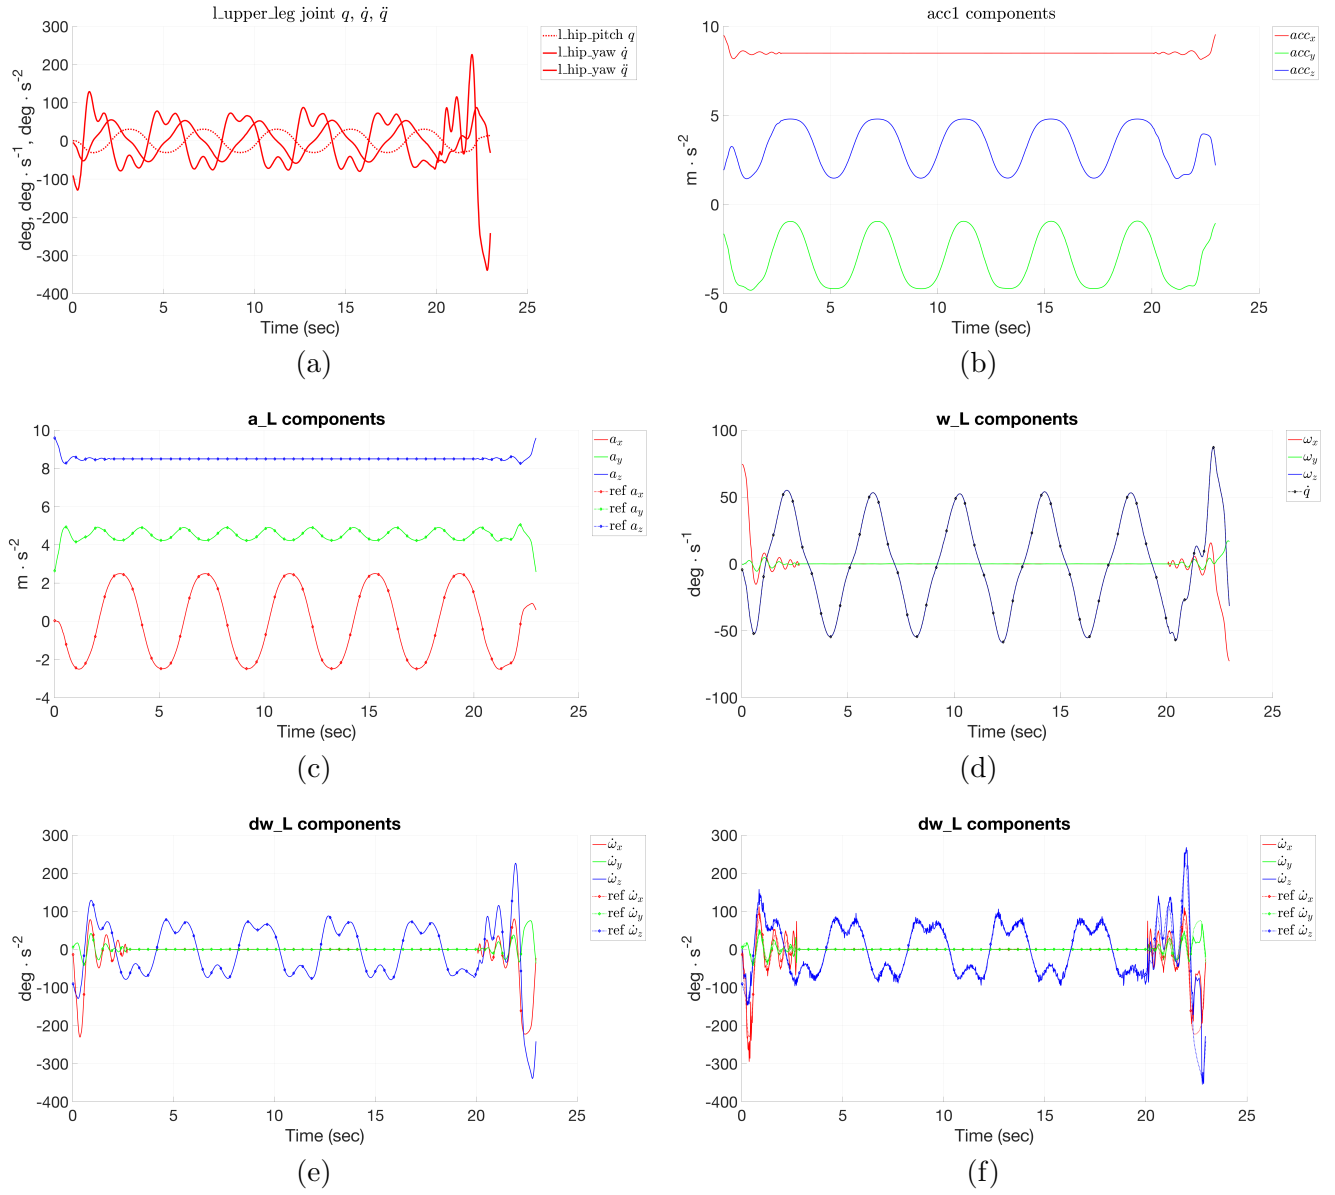 l_upper_leg joint q, q̇, q̈
l_hip_pitch q
l_hip_yaw q̇
l_hip_yaw q̈
deg, deg · s⁻¹, deg · s⁻²
300
200
100
0
-100
-200
-300
-400
0 5 10 15 20 25
Time (sec)
(a)
acc1 components
acc_x
acc_y
acc_z
m · s⁻²
10
5
0
-5
0 5 10 15 20 25
Time (sec)
(b)
a_L components
a_x
a_y
a_z
ref a_x
ref a_y
ref a_z
m · s⁻²
10
8
6
4
2
0
-2
-4
0 5 10 15 20 25
Time (sec)
(c)
w_L components
ω_x
ω_y
ω_z
q̇
deg · s⁻¹
100
50
0
-50
-100
0 5 10 15 20 25
Time (sec)
(d)
dw_L components
ω̇_x
ω̇_y
ω̇_z
ref ω̇_x
ref ω̇_y
ref ω̇_z
deg · s⁻²
300
200
100
0
-100
-200
-300
-400
0 5 10 15 20 25
Time (sec)
(e)
dw_L components
ω̇_x
ω̇_y
ω̇_z
ref ω̇_x
ref ω̇_y
ref ω̇_z
deg · s⁻²
300
200
100
0
-100
-200
-300
-400
0 5 10 15 20 25
Time (sec)
(f)